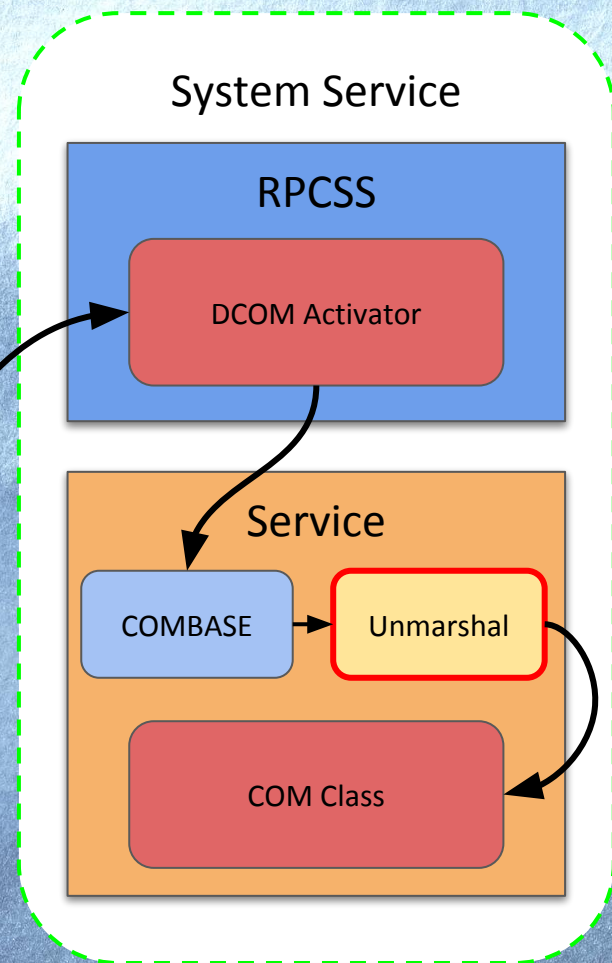 System Service
RPCSS
DCOM Activator
Service
COMBASE
Unmarshal
COM Class